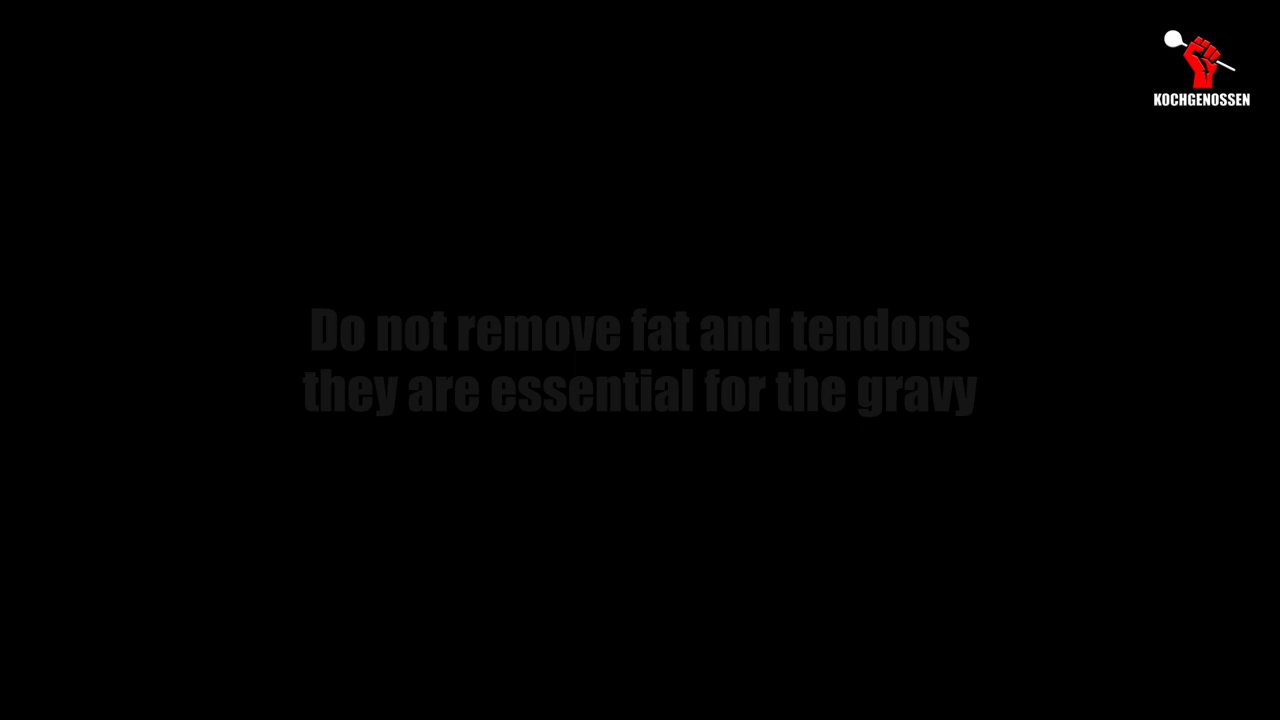 KOCHGENOSSEN
Do not remove fat and tendons
they are essential for the gravy